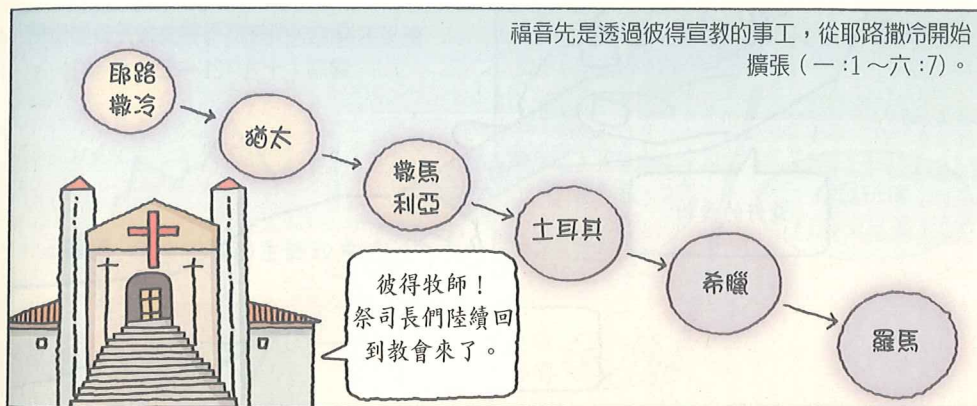 福音先是透過彼得宣教的事工，從耶路撒冷開始
擴張（一:1～六:7）。
耶路
撒冷
猶太
撒馬
利亞
土耳其
希臘
羅馬
彼得牧師！
祭司長們陸續回
到教會來了。